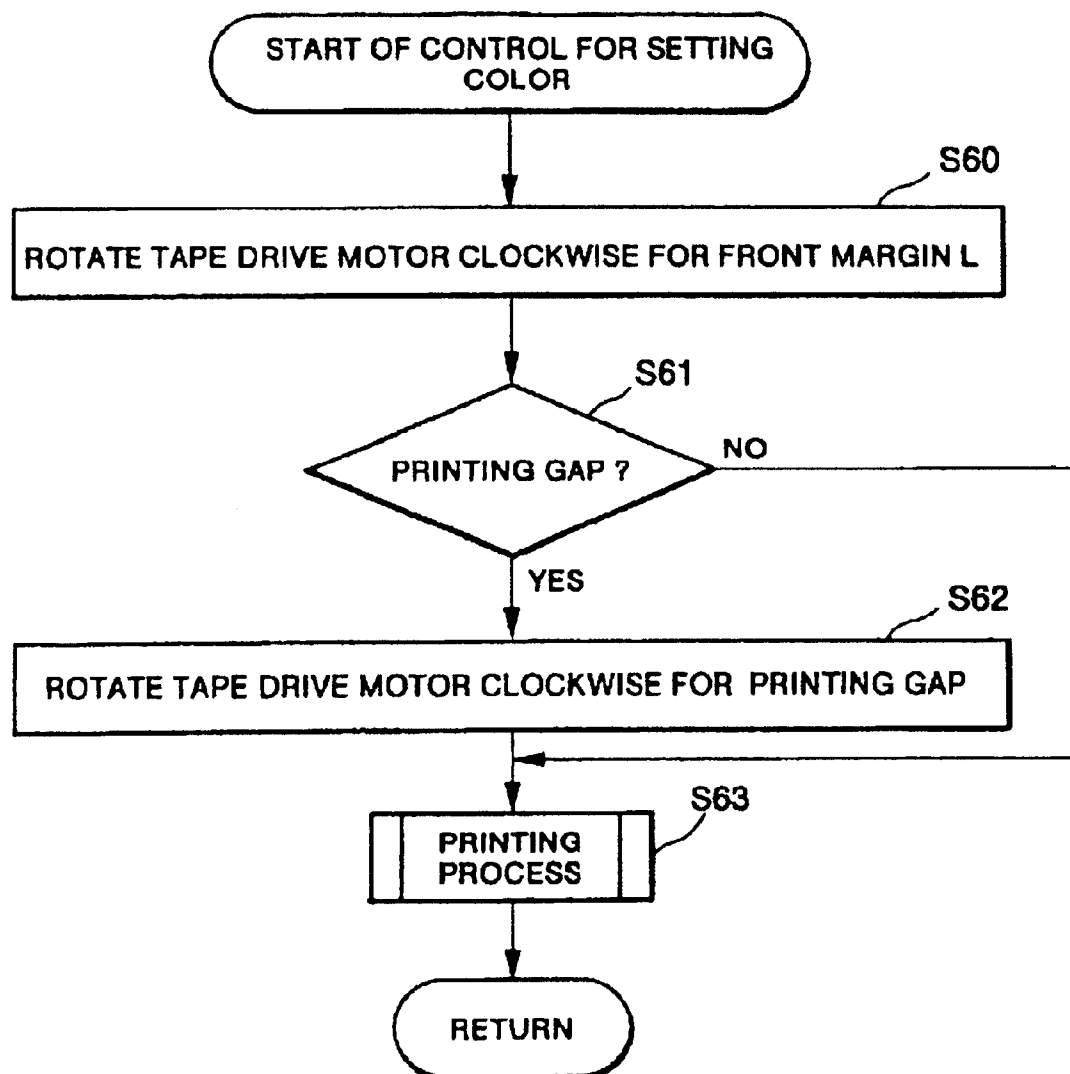 START OF CONTROL FOR SETTING
COLOR
S60
ROTATE TAPE DRIVE MOTOR CLOCKWISE FOR FRONT MARGIN L
S61
PRINTING GAP ?
NO
YES
S62
ROTATE TAPE DRIVE MOTOR CLOCKWISE FOR PRINTING GAP
S63
PRINTING
PROCESS
RETURN